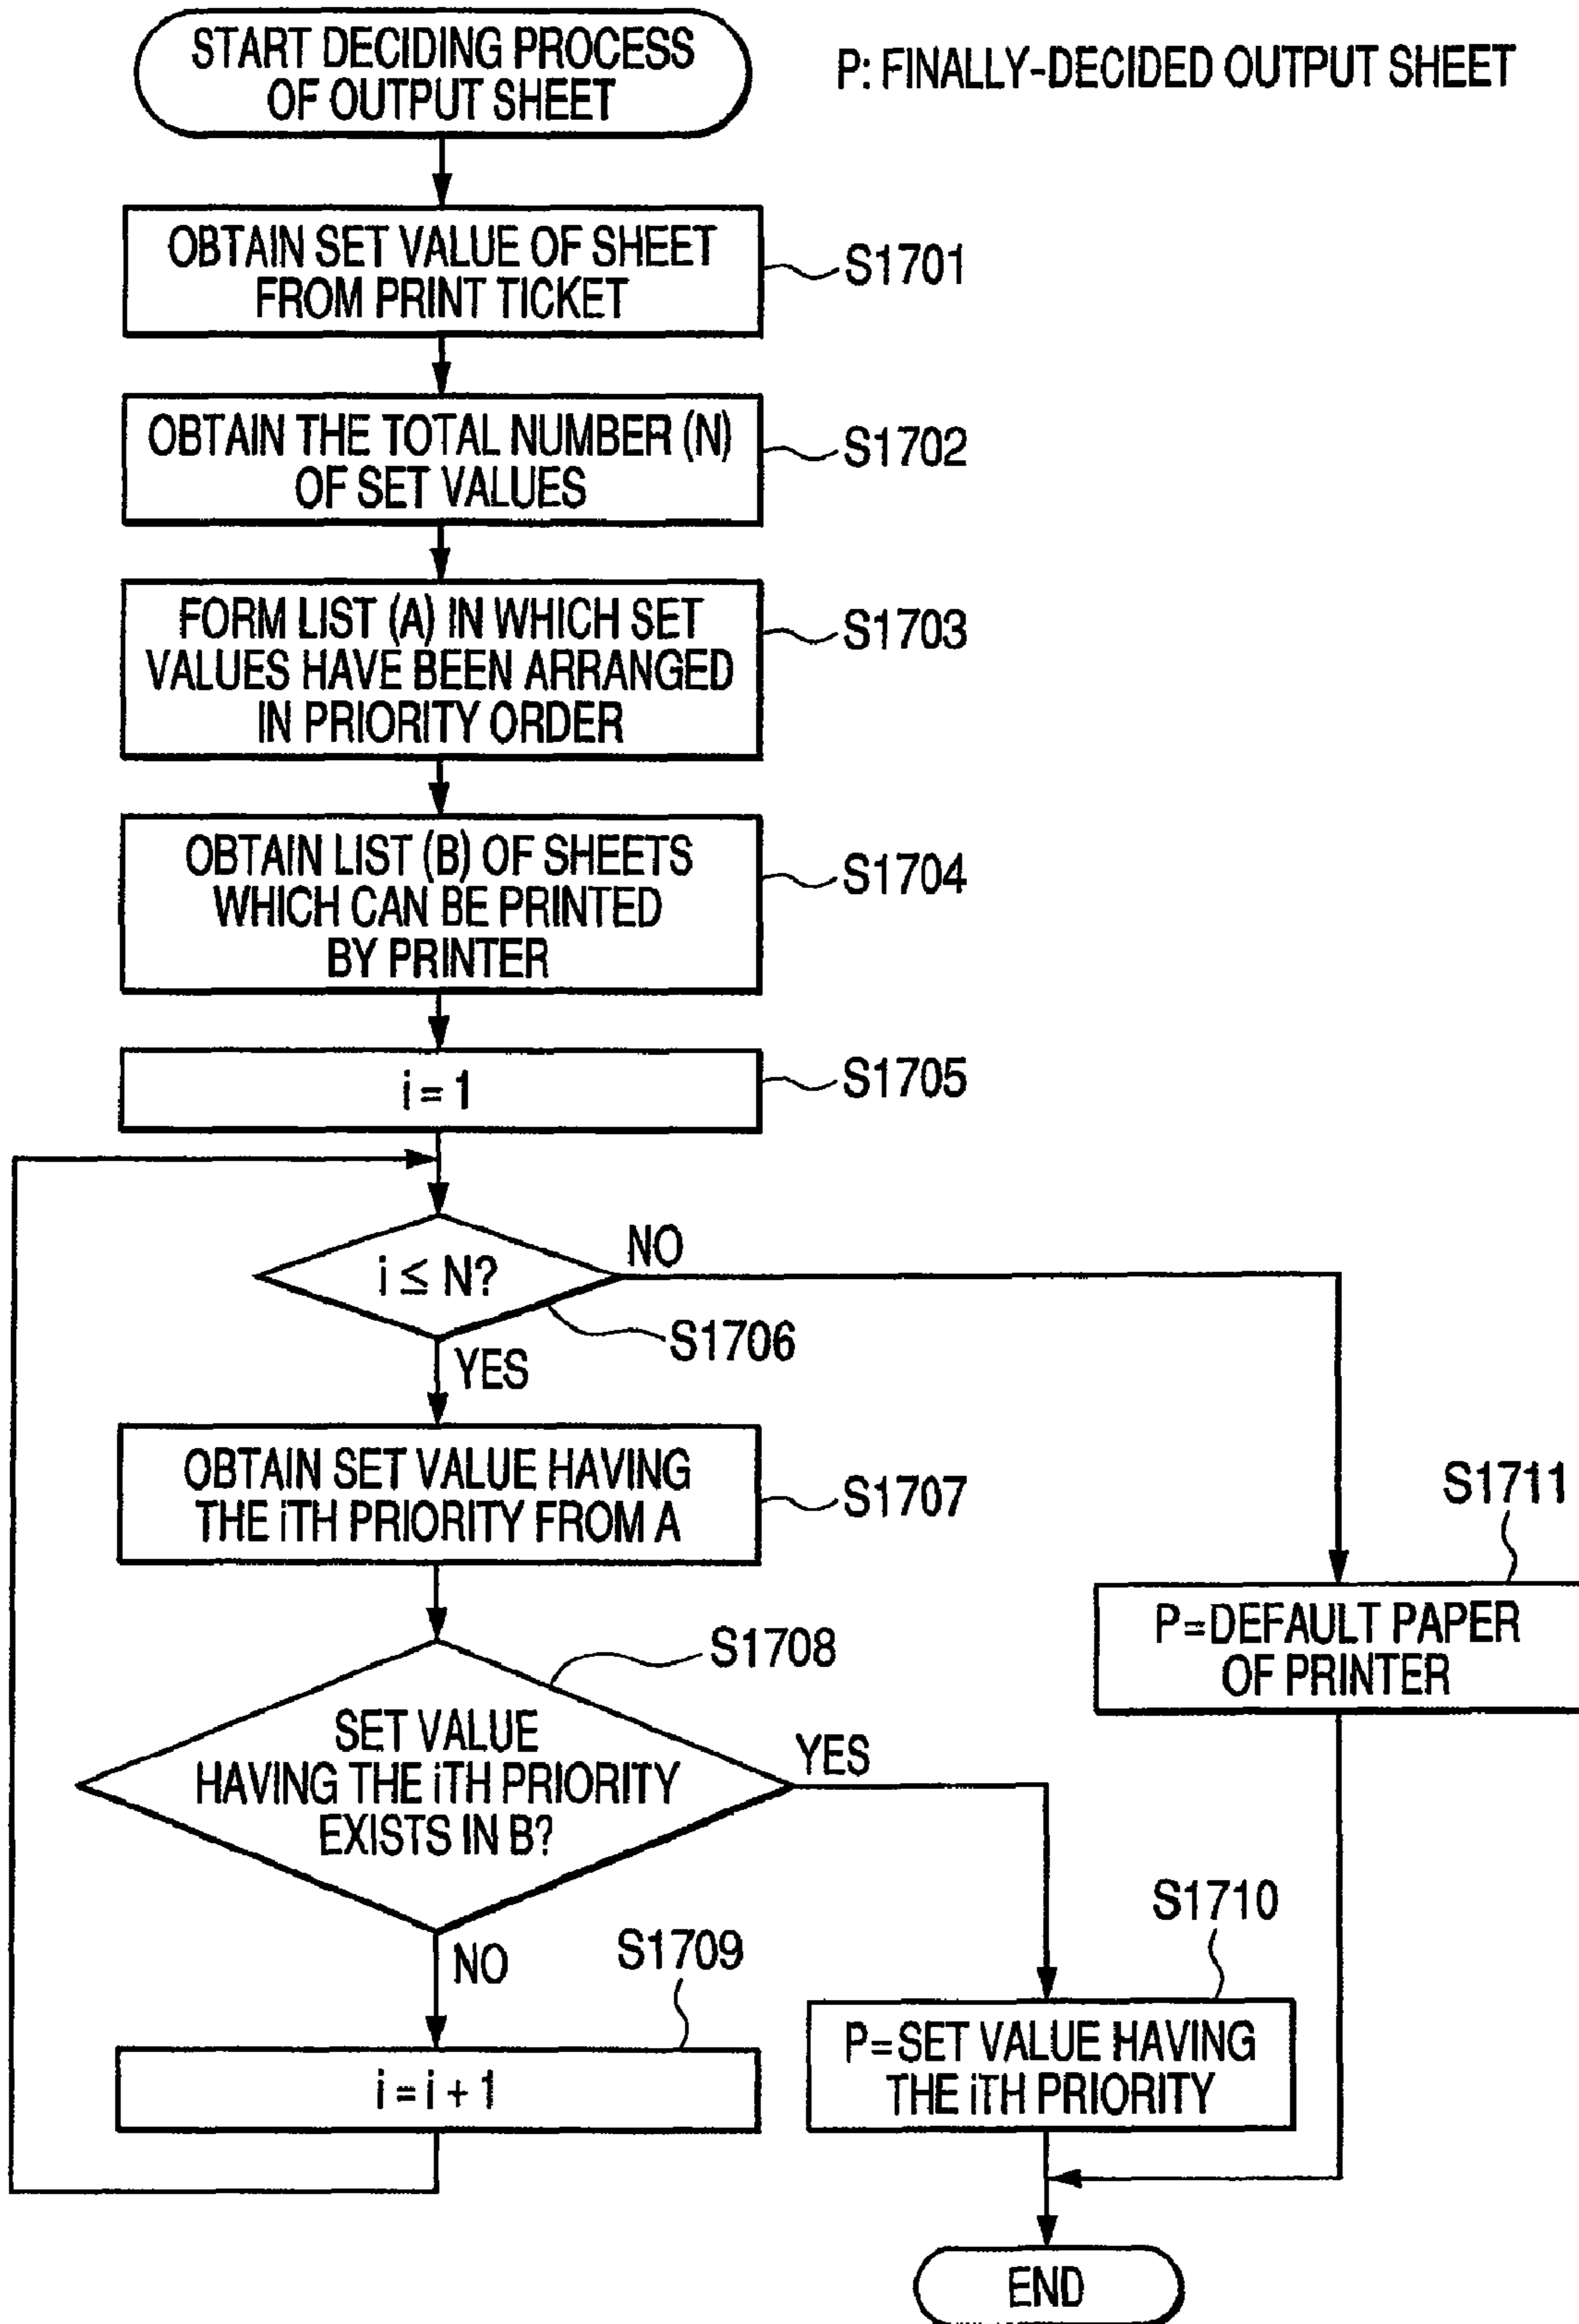 START DECIDING PROCESS
OF OUTPUT SHEET
P: FINALLY-DECIDED OUTPUT SHEET
OBTAIN SET VALUE OF SHEET
FROM PRINT TICKET
S1701
OBTAIN THE TOTAL NUMBER (N)
OF SET VALUES
S1702
FORM LIST (A) IN WHICH SET
VALUES HAVE BEEN ARRANGED
IN PRIORITY ORDER
S1703
OBTAIN LIST (B) OF SHEETS
WHICH CAN BE PRINTED
BY PRINTER
S1704
i = 1
S1705
i ≤ N?
NO
S1706
YES
OBTAIN SET VALUE HAVING
THE iTH PRIORITY FROM A
S1707
S1711
P=DEFAULT PAPER
OF PRINTER
S1708
SET VALUE
HAVING THE iTH PRIORITY
EXISTS IN B?
YES
NO
S1709
i = i + 1
S1710
P=SET VALUE HAVING
THE iTH PRIORITY
END